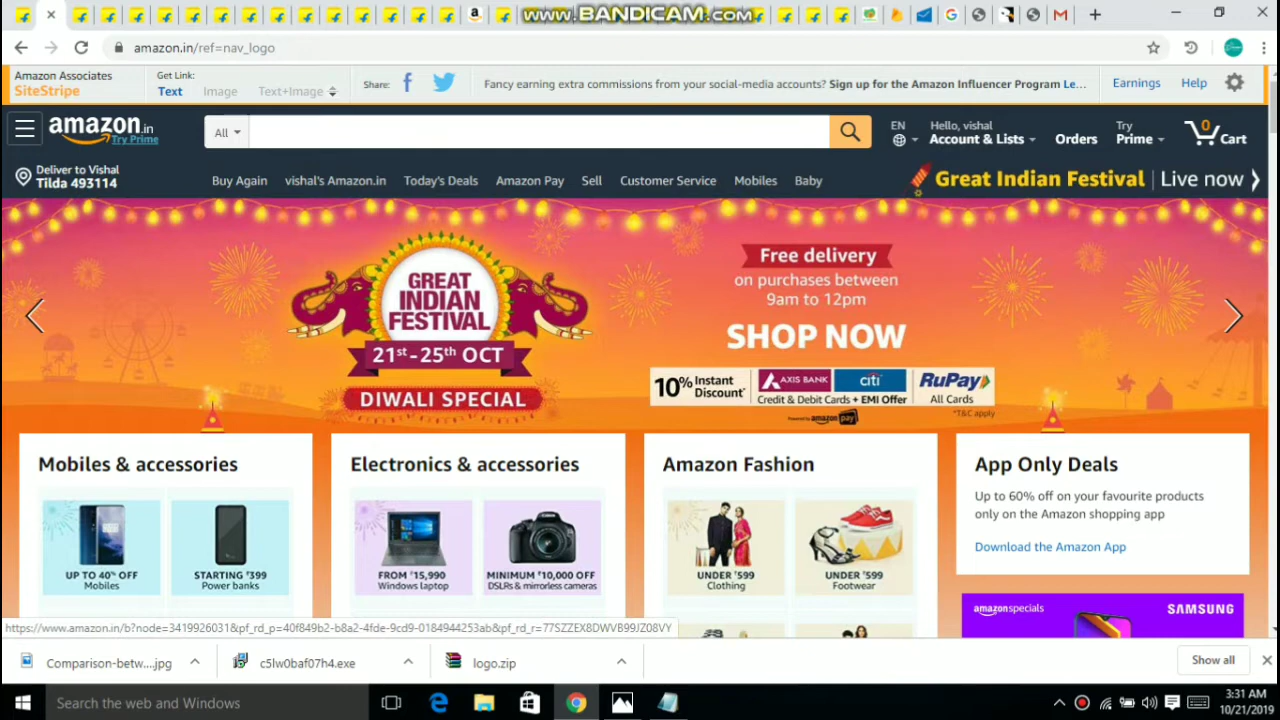 www.BANDICAM.com
amazon.in/ref=nav_logo
Amazon Associates
SiteStripe
Get Link:
Text Image Text+Image
Share:
Fancy earning extra commissions from your social-media accounts? Sign up for the Amazon Influencer Program Le...
Earnings
Help
amazon.in
Try Prime
All
EN
Hello, vishal
Account & Lists
Orders
Try
Prime
0
Cart
Deliver to Vishal
Tilda 493114
Buy Again vishal's Amazon.in Today's Deals Amazon Pay Sell Customer Service Mobiles Baby
Great Indian Festival | Live now
GREAT
INDIAN
FESTIVAL
21st-25th OCT
DIWALI SPECIAL
Free delivery
on purchases between
9am to 12pm
SHOP NOW
10% Instant
Discount*
AXIS BANK
citi
Credit & Debit Cards + EMI Offer
RuPay
All Cards
*T&C apply
Powered by amazon pay
Mobiles & accessories
UP TO 40% OFF
Mobiles
STARTING ₹399
Power banks
Electronics & accessories
FROM ₹15,990
Windows laptop
MINIMUM ₹10,000 OFF
DSLRs & mirrorless cameras
Amazon Fashion
UNDER ₹599
Clothing
UNDER ₹599
Footwear
App Only Deals
Up to 60% off on your favourite products
only on the Amazon shopping app
Download the Amazon App
amazonspecials
SAMSUNG
https://www.amazon.in/b?node=3419926031&pf_rd_p=40f849b2-b8a2-4fde-9cd9-0184944253ab&pf_rd_r=77SZZEX8DWVB99JZ08VY
Comparison-betw....jpg
c5lw0baf07h4.exe
logo.zip
Show all
Search the web and Windows
3:31 AM
10/21/2019